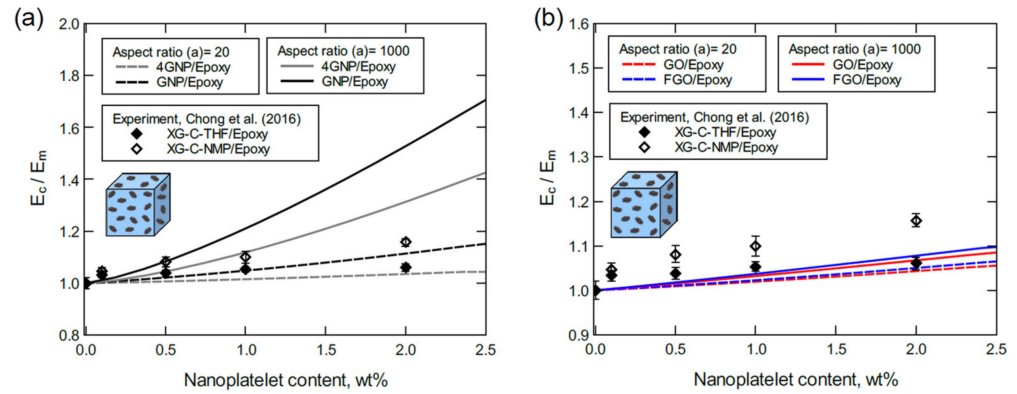 (a)
2.0
1.8
1.6
1.4
1.2
1.0
0.8
E_c / E_m
Aspect ratio (a)= 20
4GNP/Epoxy
GNP/Epoxy
Aspect ratio (a)= 1000
4GNP/Epoxy
GNP/Epoxy
Experiment, Chong et al. (2016)
XG-C-THF/Epoxy
XG-C-NMP/Epoxy
0.0 0.5 1.0 1.5 2.0 2.5
Nanoplatelet content, wt%
(b)
1.6
1.5
1.4
1.3
1.2
1.1
1.0
0.9
E_c / E_m
Aspect ratio (a)= 20
GO/Epoxy
FGO/Epoxy
Aspect ratio (a)= 1000
GO/Epoxy
FGO/Epoxy
Experiment, Chong et al. (2016)
XG-C-THF/Epoxy
XG-C-NMP/Epoxy
0.0 0.5 1.0 1.5 2.0 2.5
Nanoplatelet content, wt%